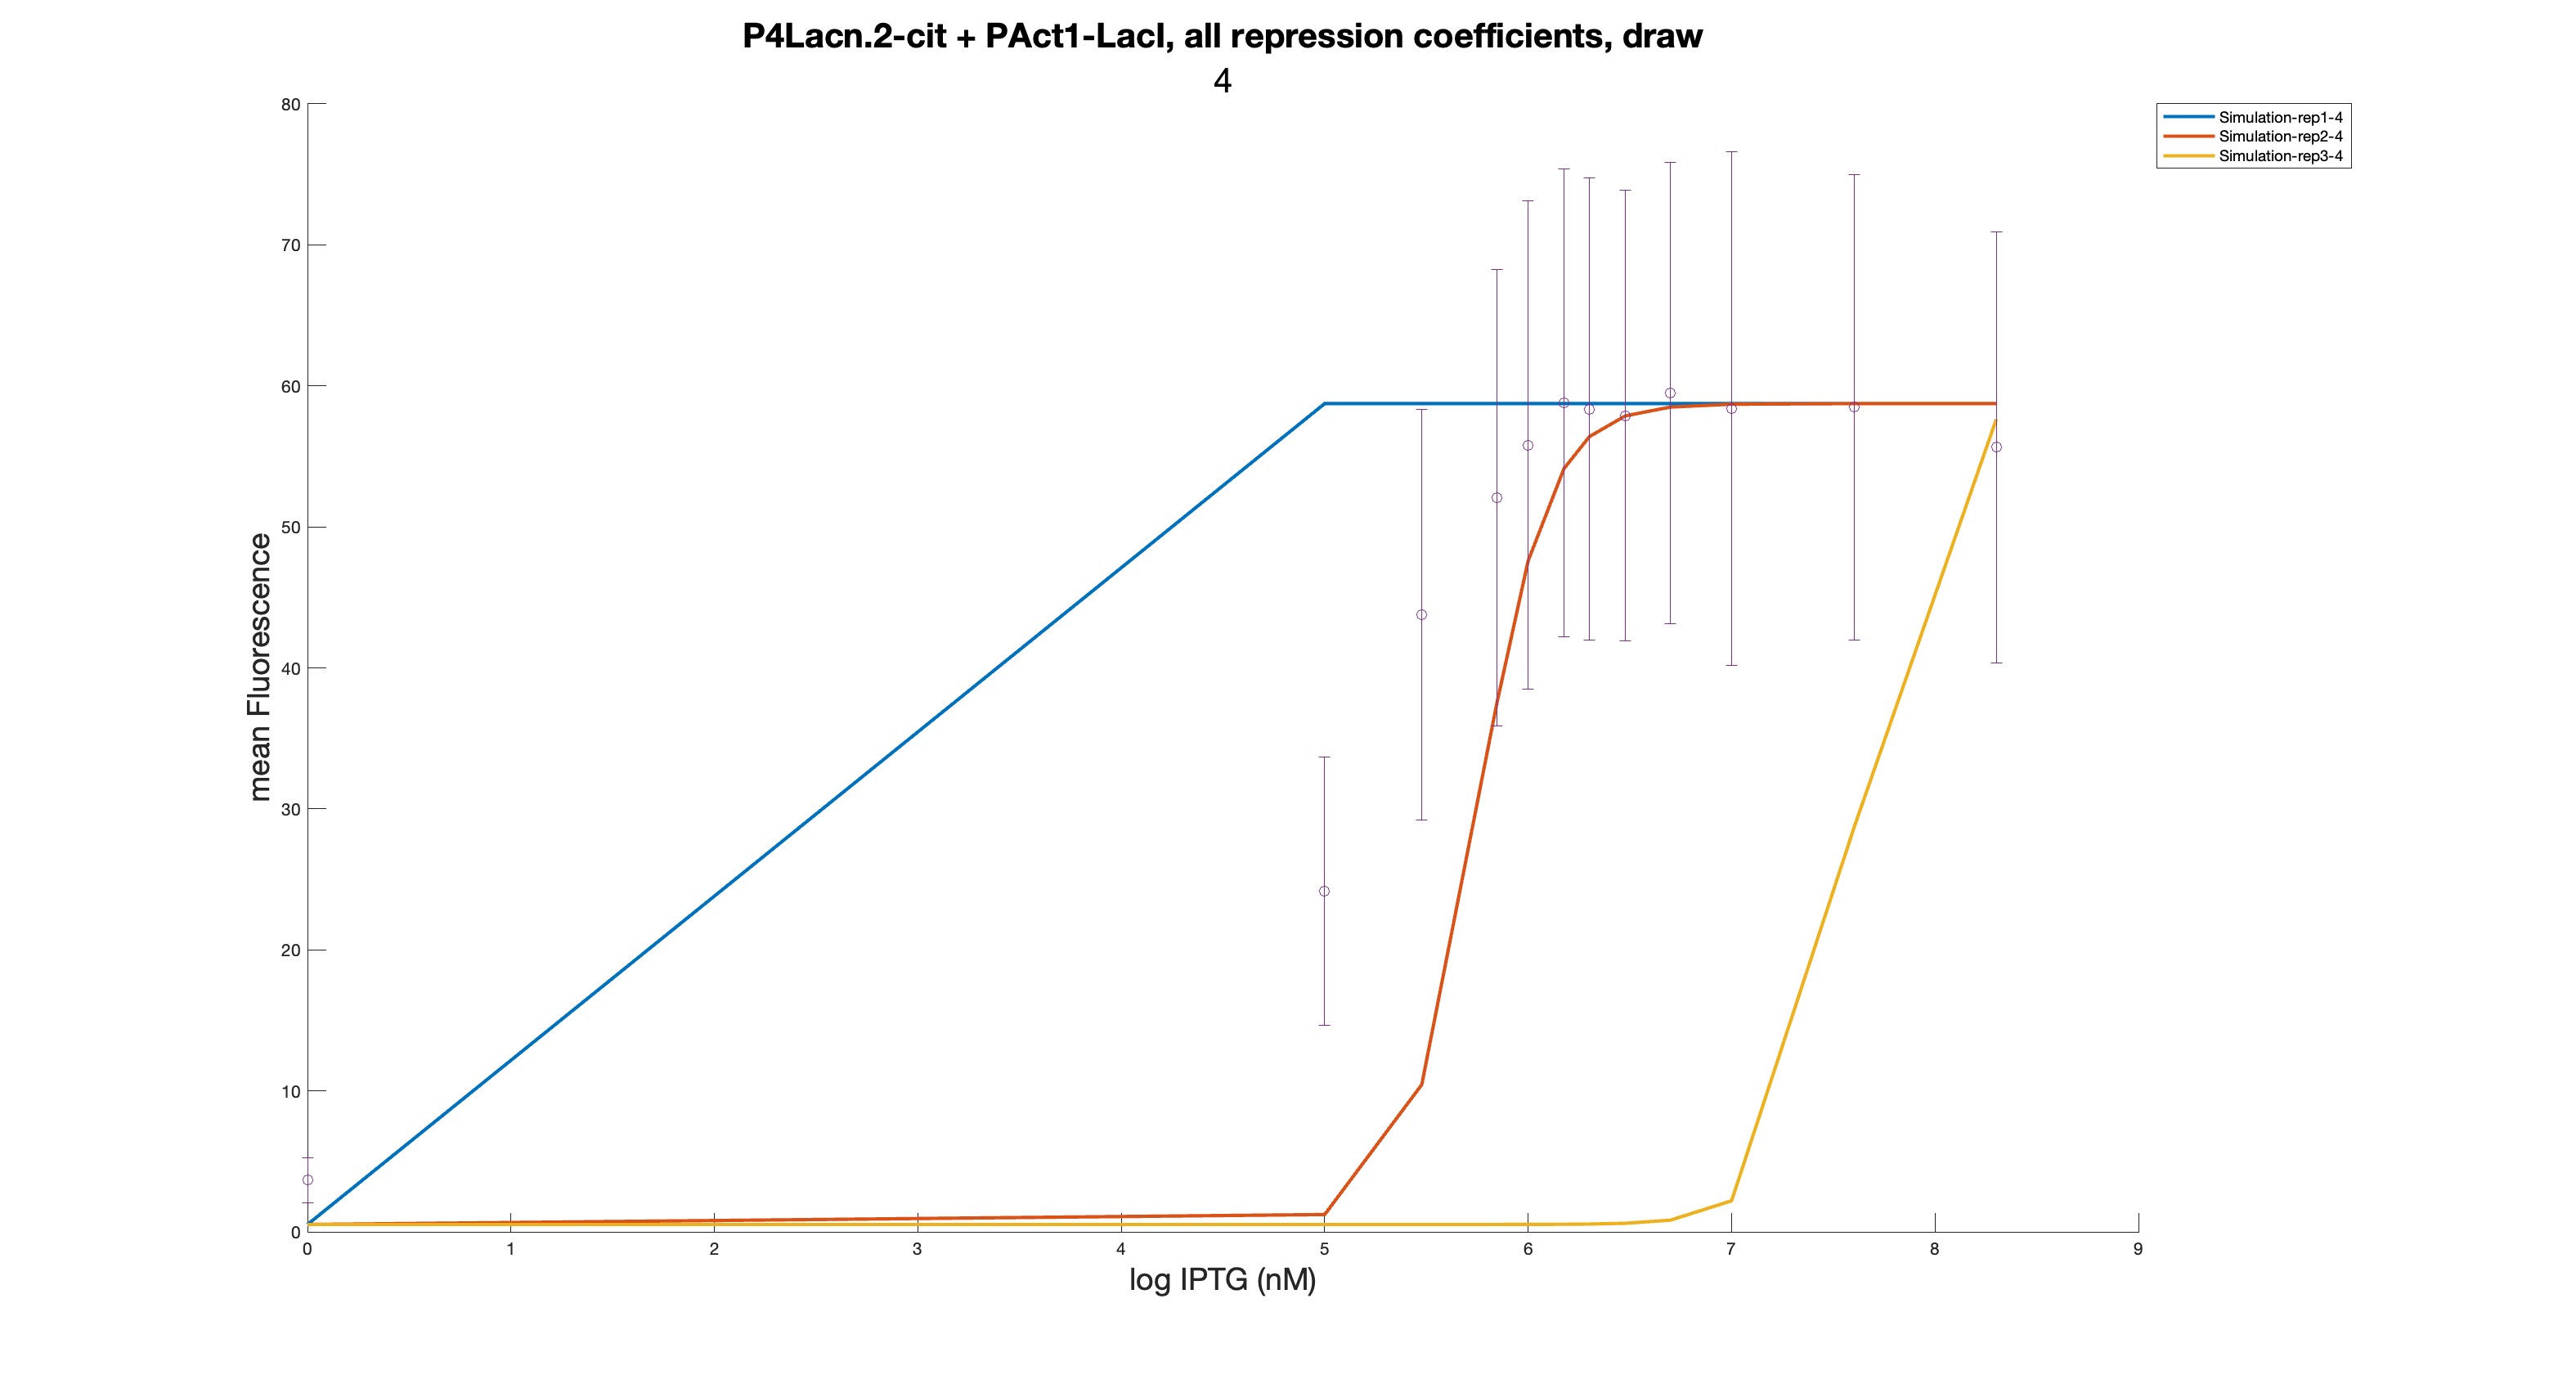 P4Lacn.2-cit + PAct1-LacI, all repression coefficients, draw
4
Simulation-rep1-4
Simulation-rep2-4
Simulation-rep3-4
mean Fluorescence
80
70
60
50
40
30
20
10
0
0 1 2 3 4 5 6 7 8 9
log IPTG (nM)